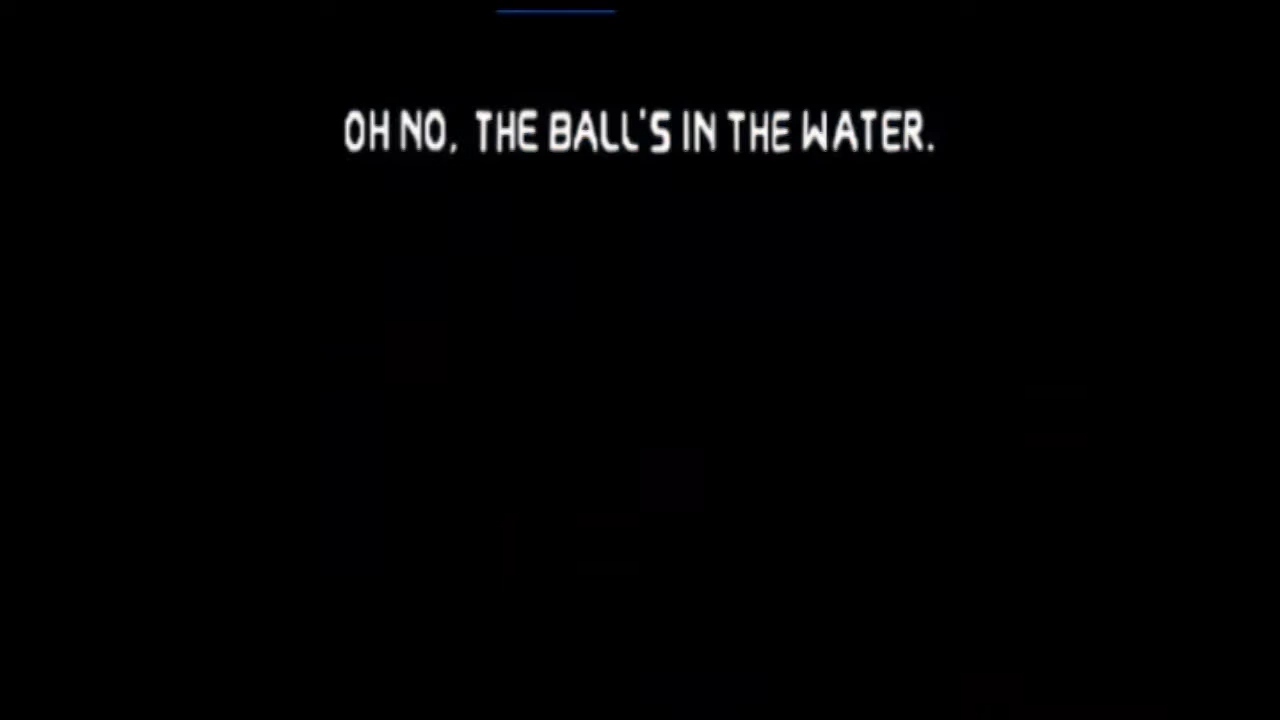 OH NO, THE BALL'S IN THE WATER.